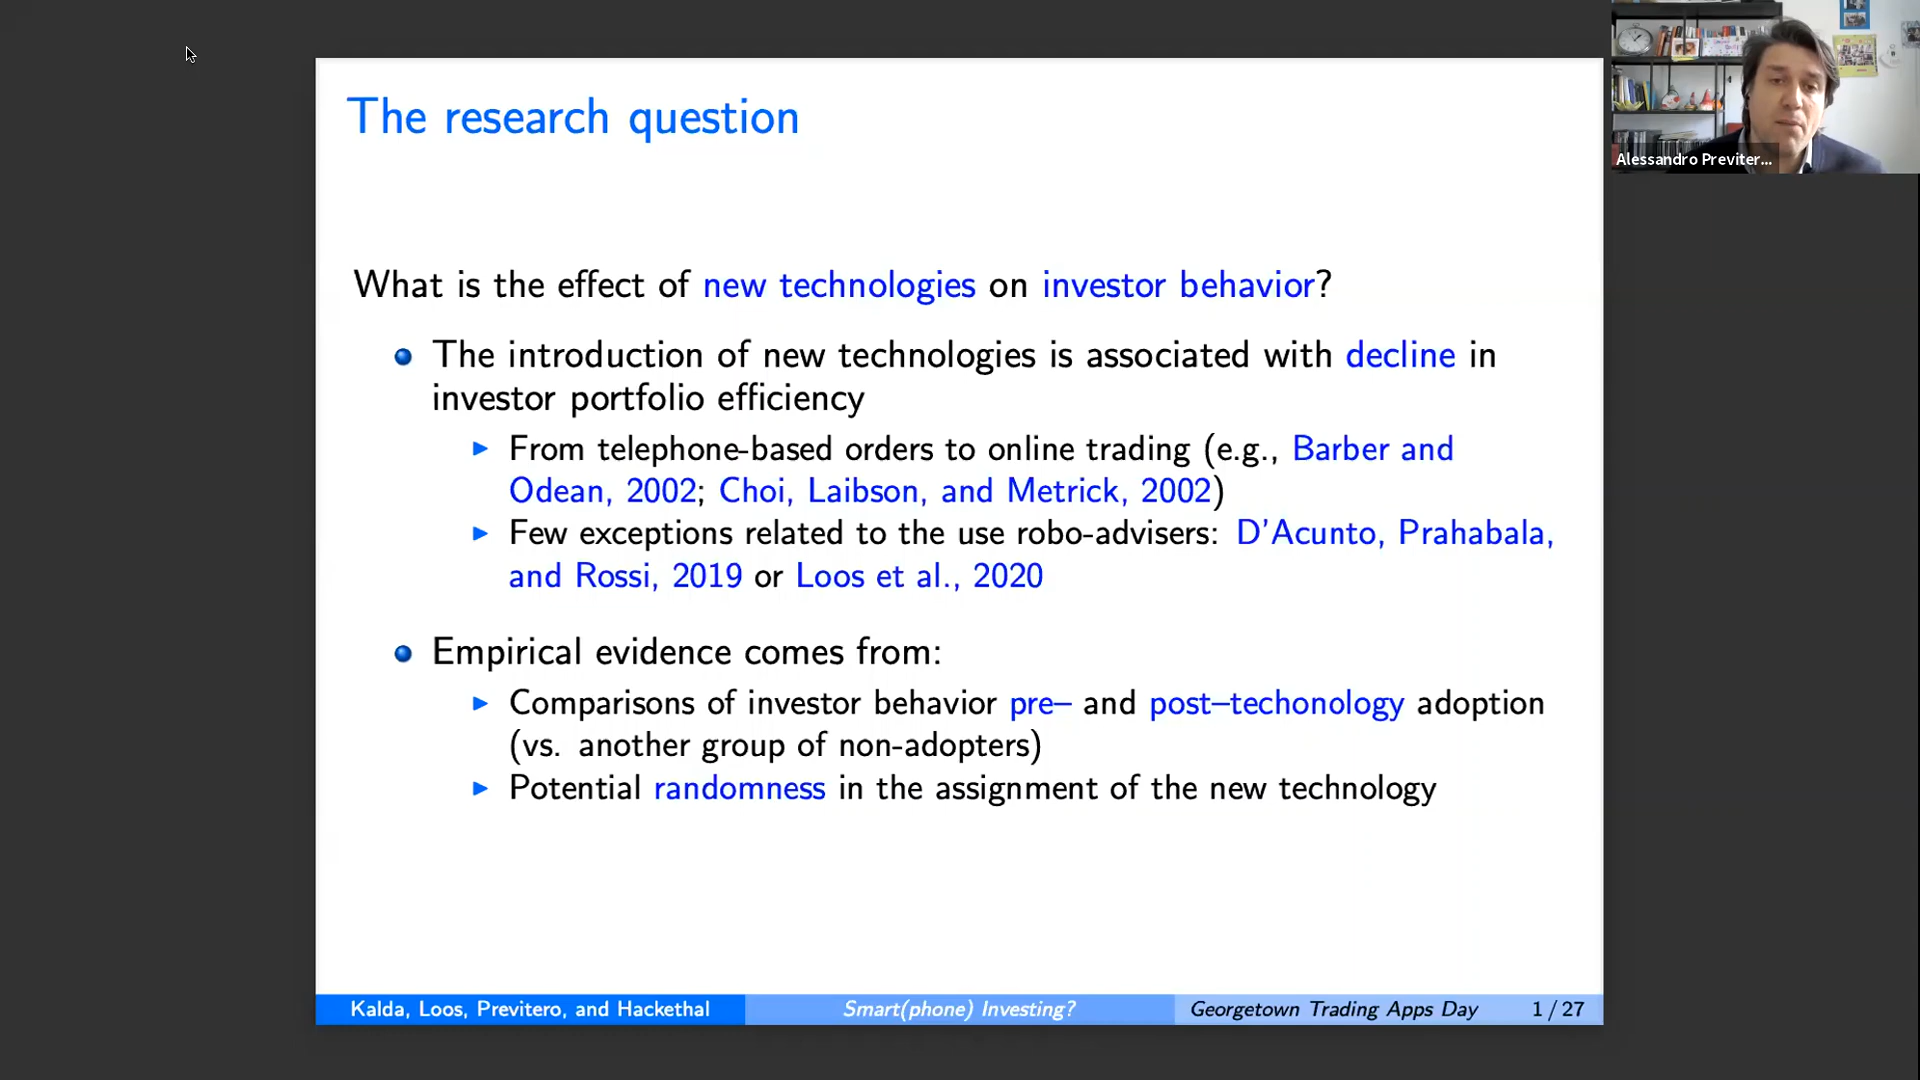 The research question
Alessandro Previter...
What is the effect of new technologies on investor behavior?
The introduction of new technologies is associated with decline in
investor portfolio efficiency
From telephone-based orders to online trading (e.g., Barber and
Odean, 2002; Choi, Laibson, and Metrick, 2002)
Few exceptions related to the use robo-advisers: D'Acunto, Prahabala,
and Rossi, 2019 or Loos et al., 2020
Empirical evidence comes from:
Comparisons of investor behavior pre– and post–techonology adoption
(vs. another group of non-adopters)
Potential randomness in the assignment of the new technology
Kalda, Loos, Previtero, and Hackethal Smart(phone) Investing? Georgetown Trading Apps Day 1 / 27